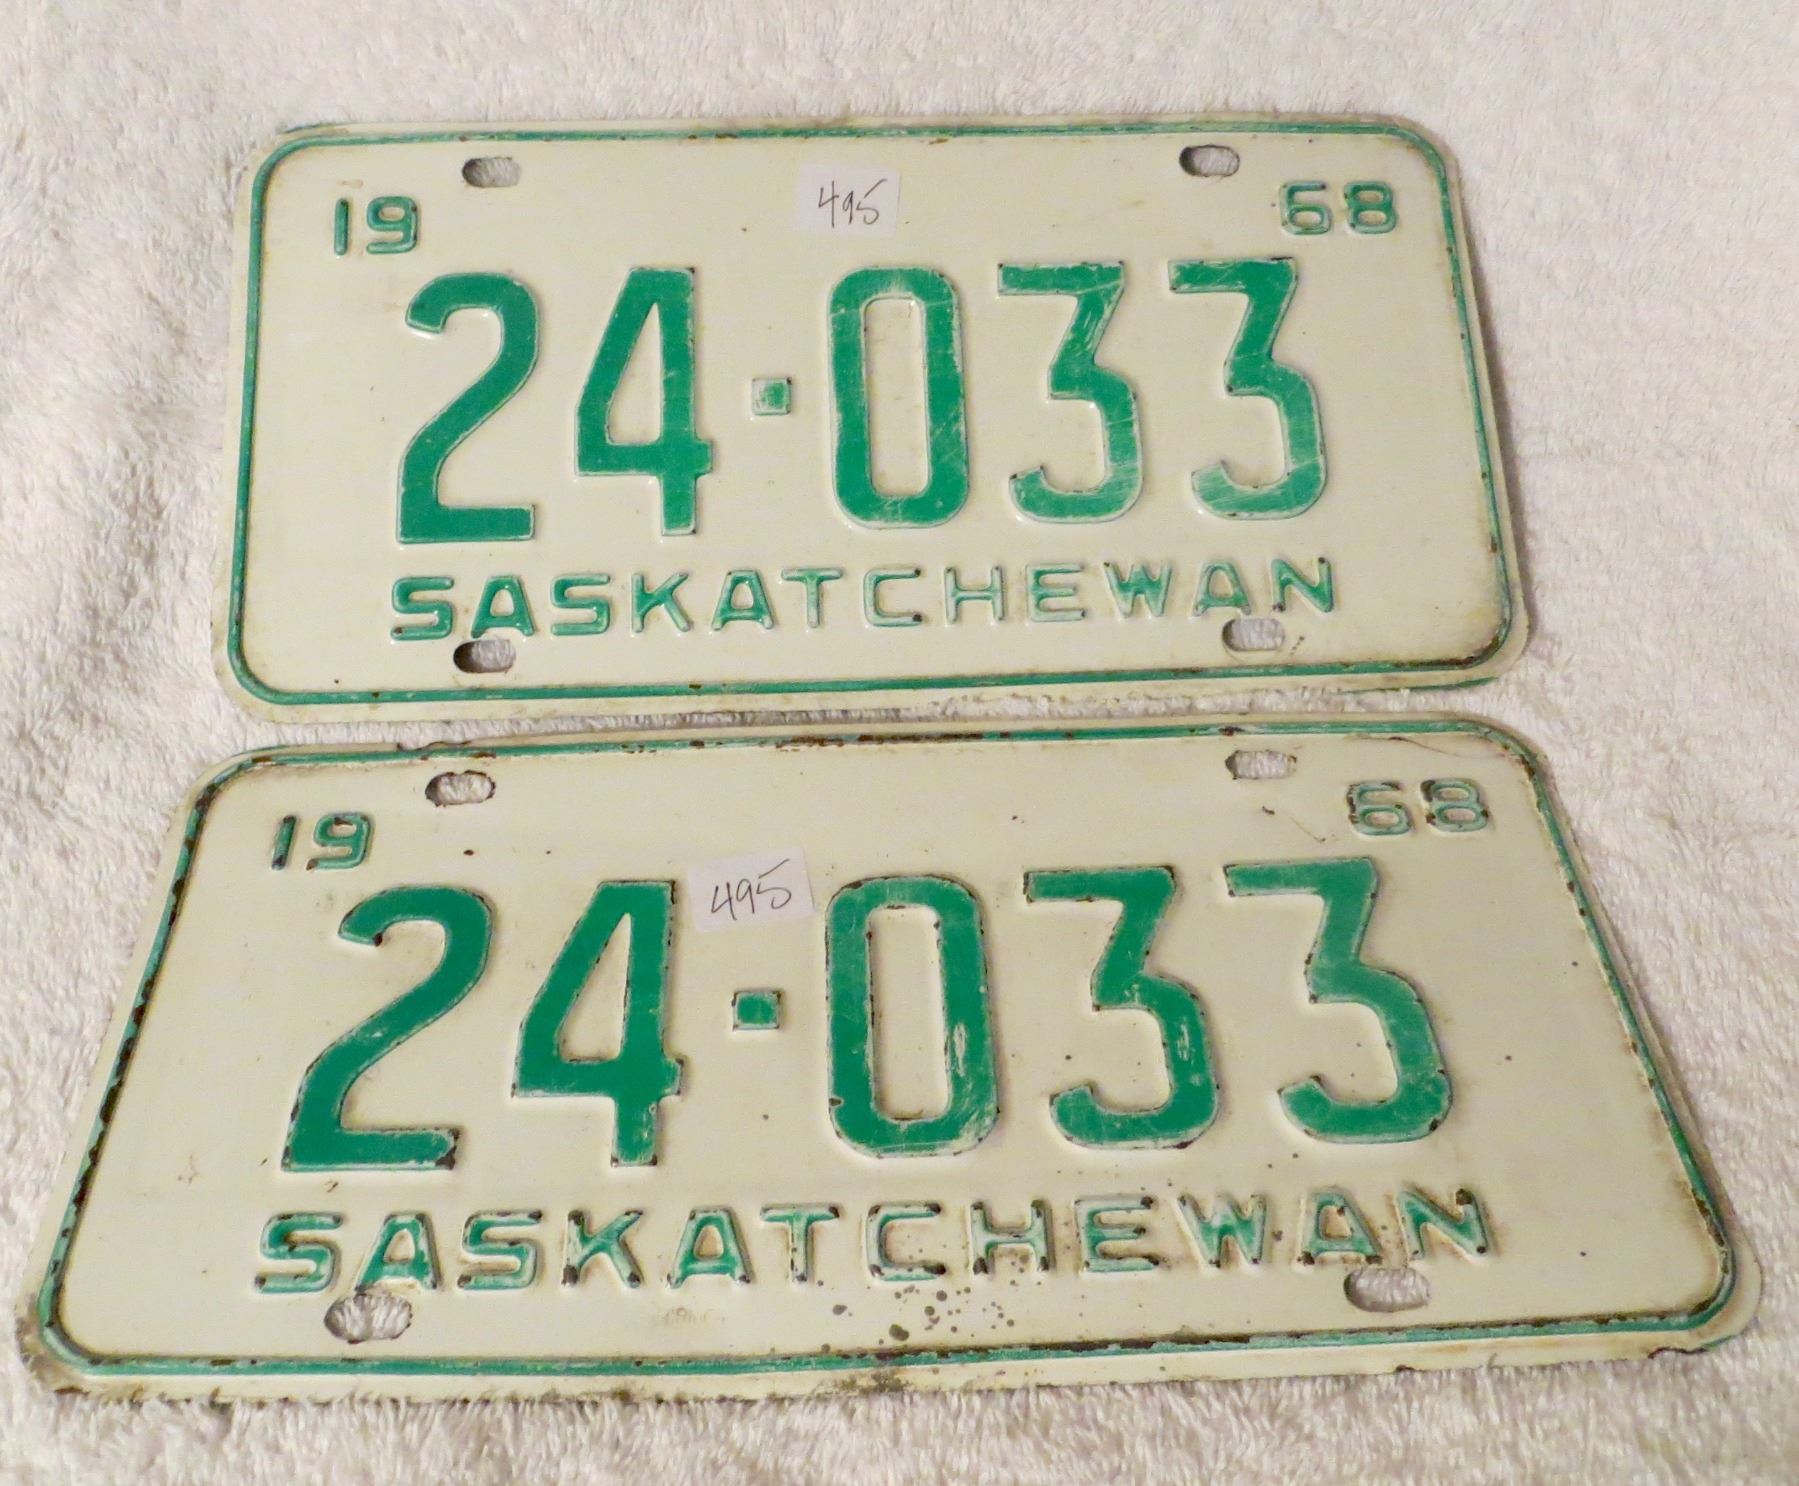 19 495 68
24·033
SASKATCHEWAN
19 68
495
24·033
SASKATCHEWAN